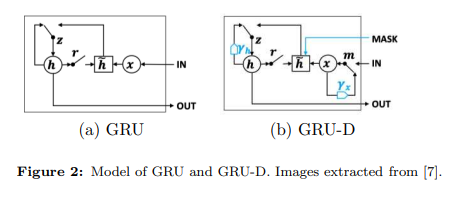 z
r
h
h̃
x
IN
OUT
(a) GRU
γh
z
r
h
h̃
x
m
MASK
IN
γx
OUT
(b) GRU-D
Figure 2: Model of GRU and GRU-D. Images extracted from [7].